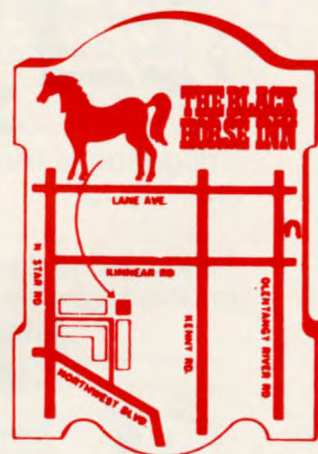 THE BLACK
HORSE INN
LANE AVE.
N STAR RD
KINNEAR RD
KENNY RD.
OLENTANGY RIVER RD
NORTHWEST BLVD.